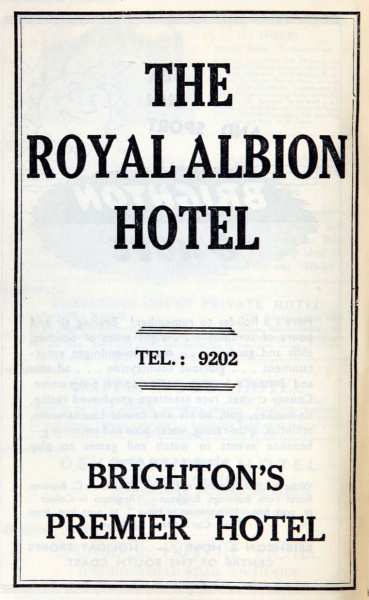 THE
ROYAL ALBION
HOTEL
TEL.: 9202
BRIGHTON'S
PREMIER HOTEL